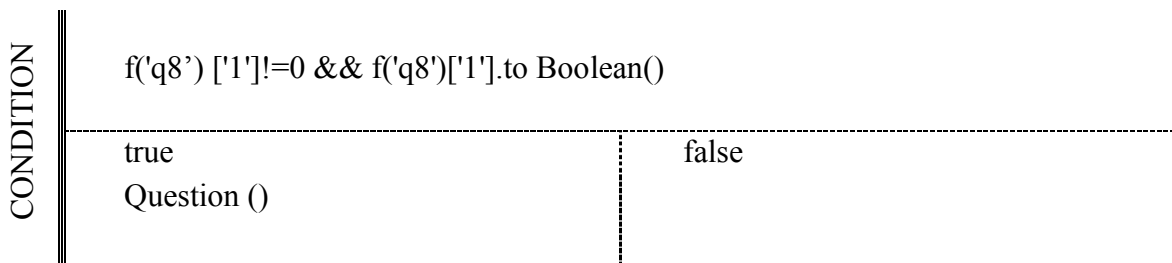 CONDITION
f('q8’) ['1']!=0 && f('q8')['1'].to Boolean()
true
false
Question ()